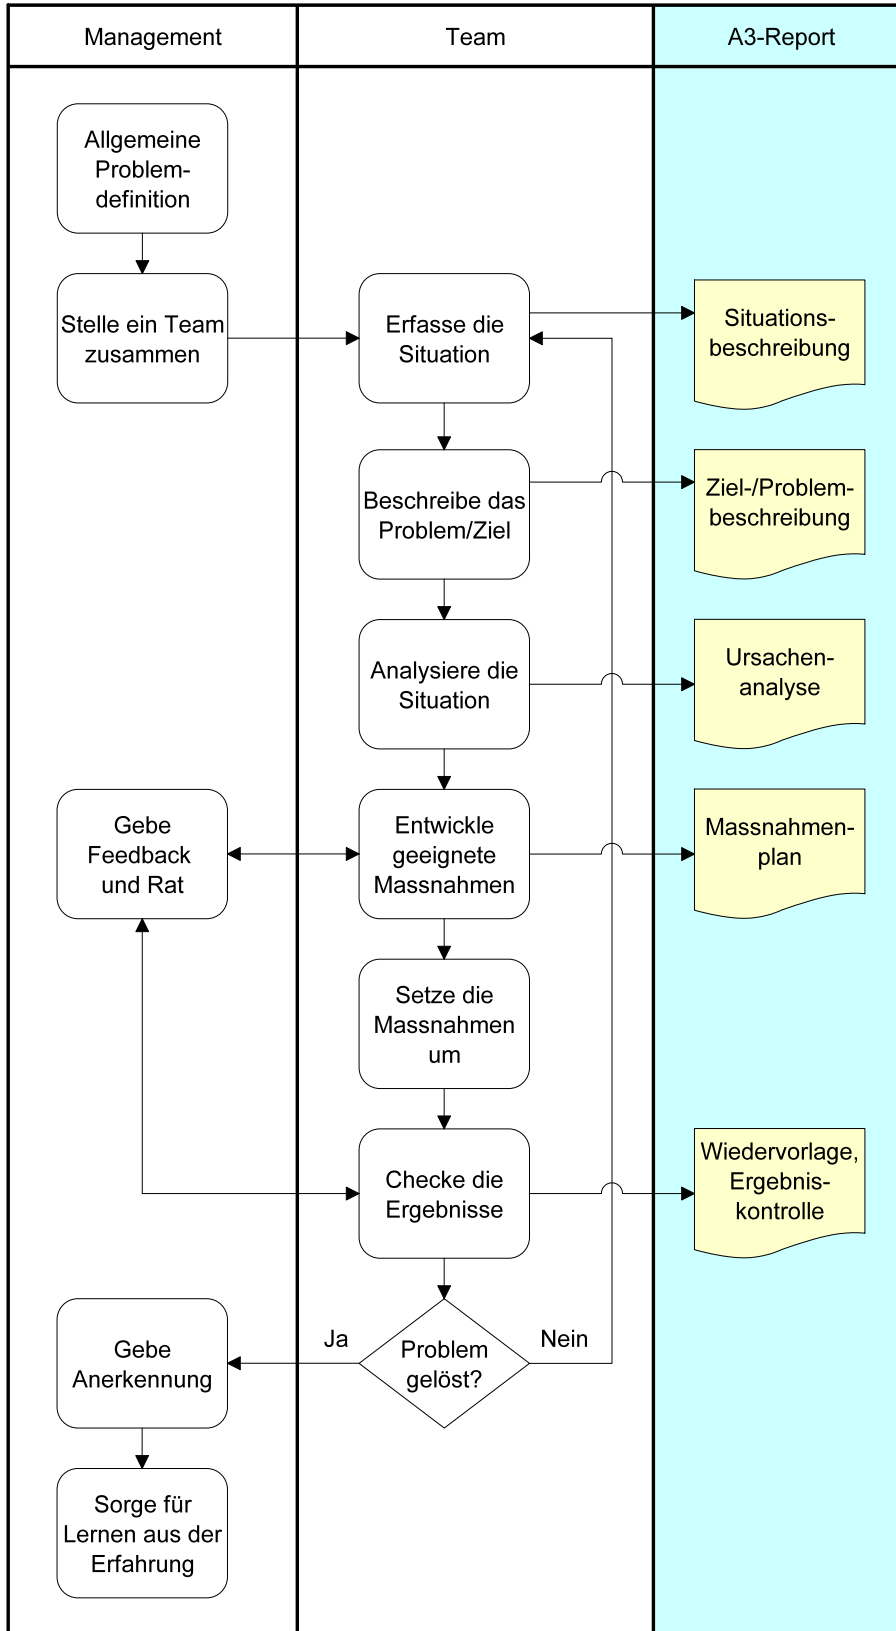 Management
Team
A3-Report
Allgemeine
Problem-
definition
Stelle ein Team
zusammen
Erfasse die
Situation
Situations-
beschreibung
Beschreibe das
Problem/Ziel
Ziel-/Problem-
beschreibung
Analysiere die
Situation
Ursachen-
analyse
Gebe
Feedback
und Rat
Entwickle
geeignete
Massnahmen
Massnahmen-
plan
Setze die
Massnahmen
um
Checke die
Ergebnisse
Wiedervorlage,
Ergebnis-
kontrolle
Gebe
Anerkennung
Ja
Problem
gelöst?
Nein
Sorge für
Lernen aus der
Erfahrung